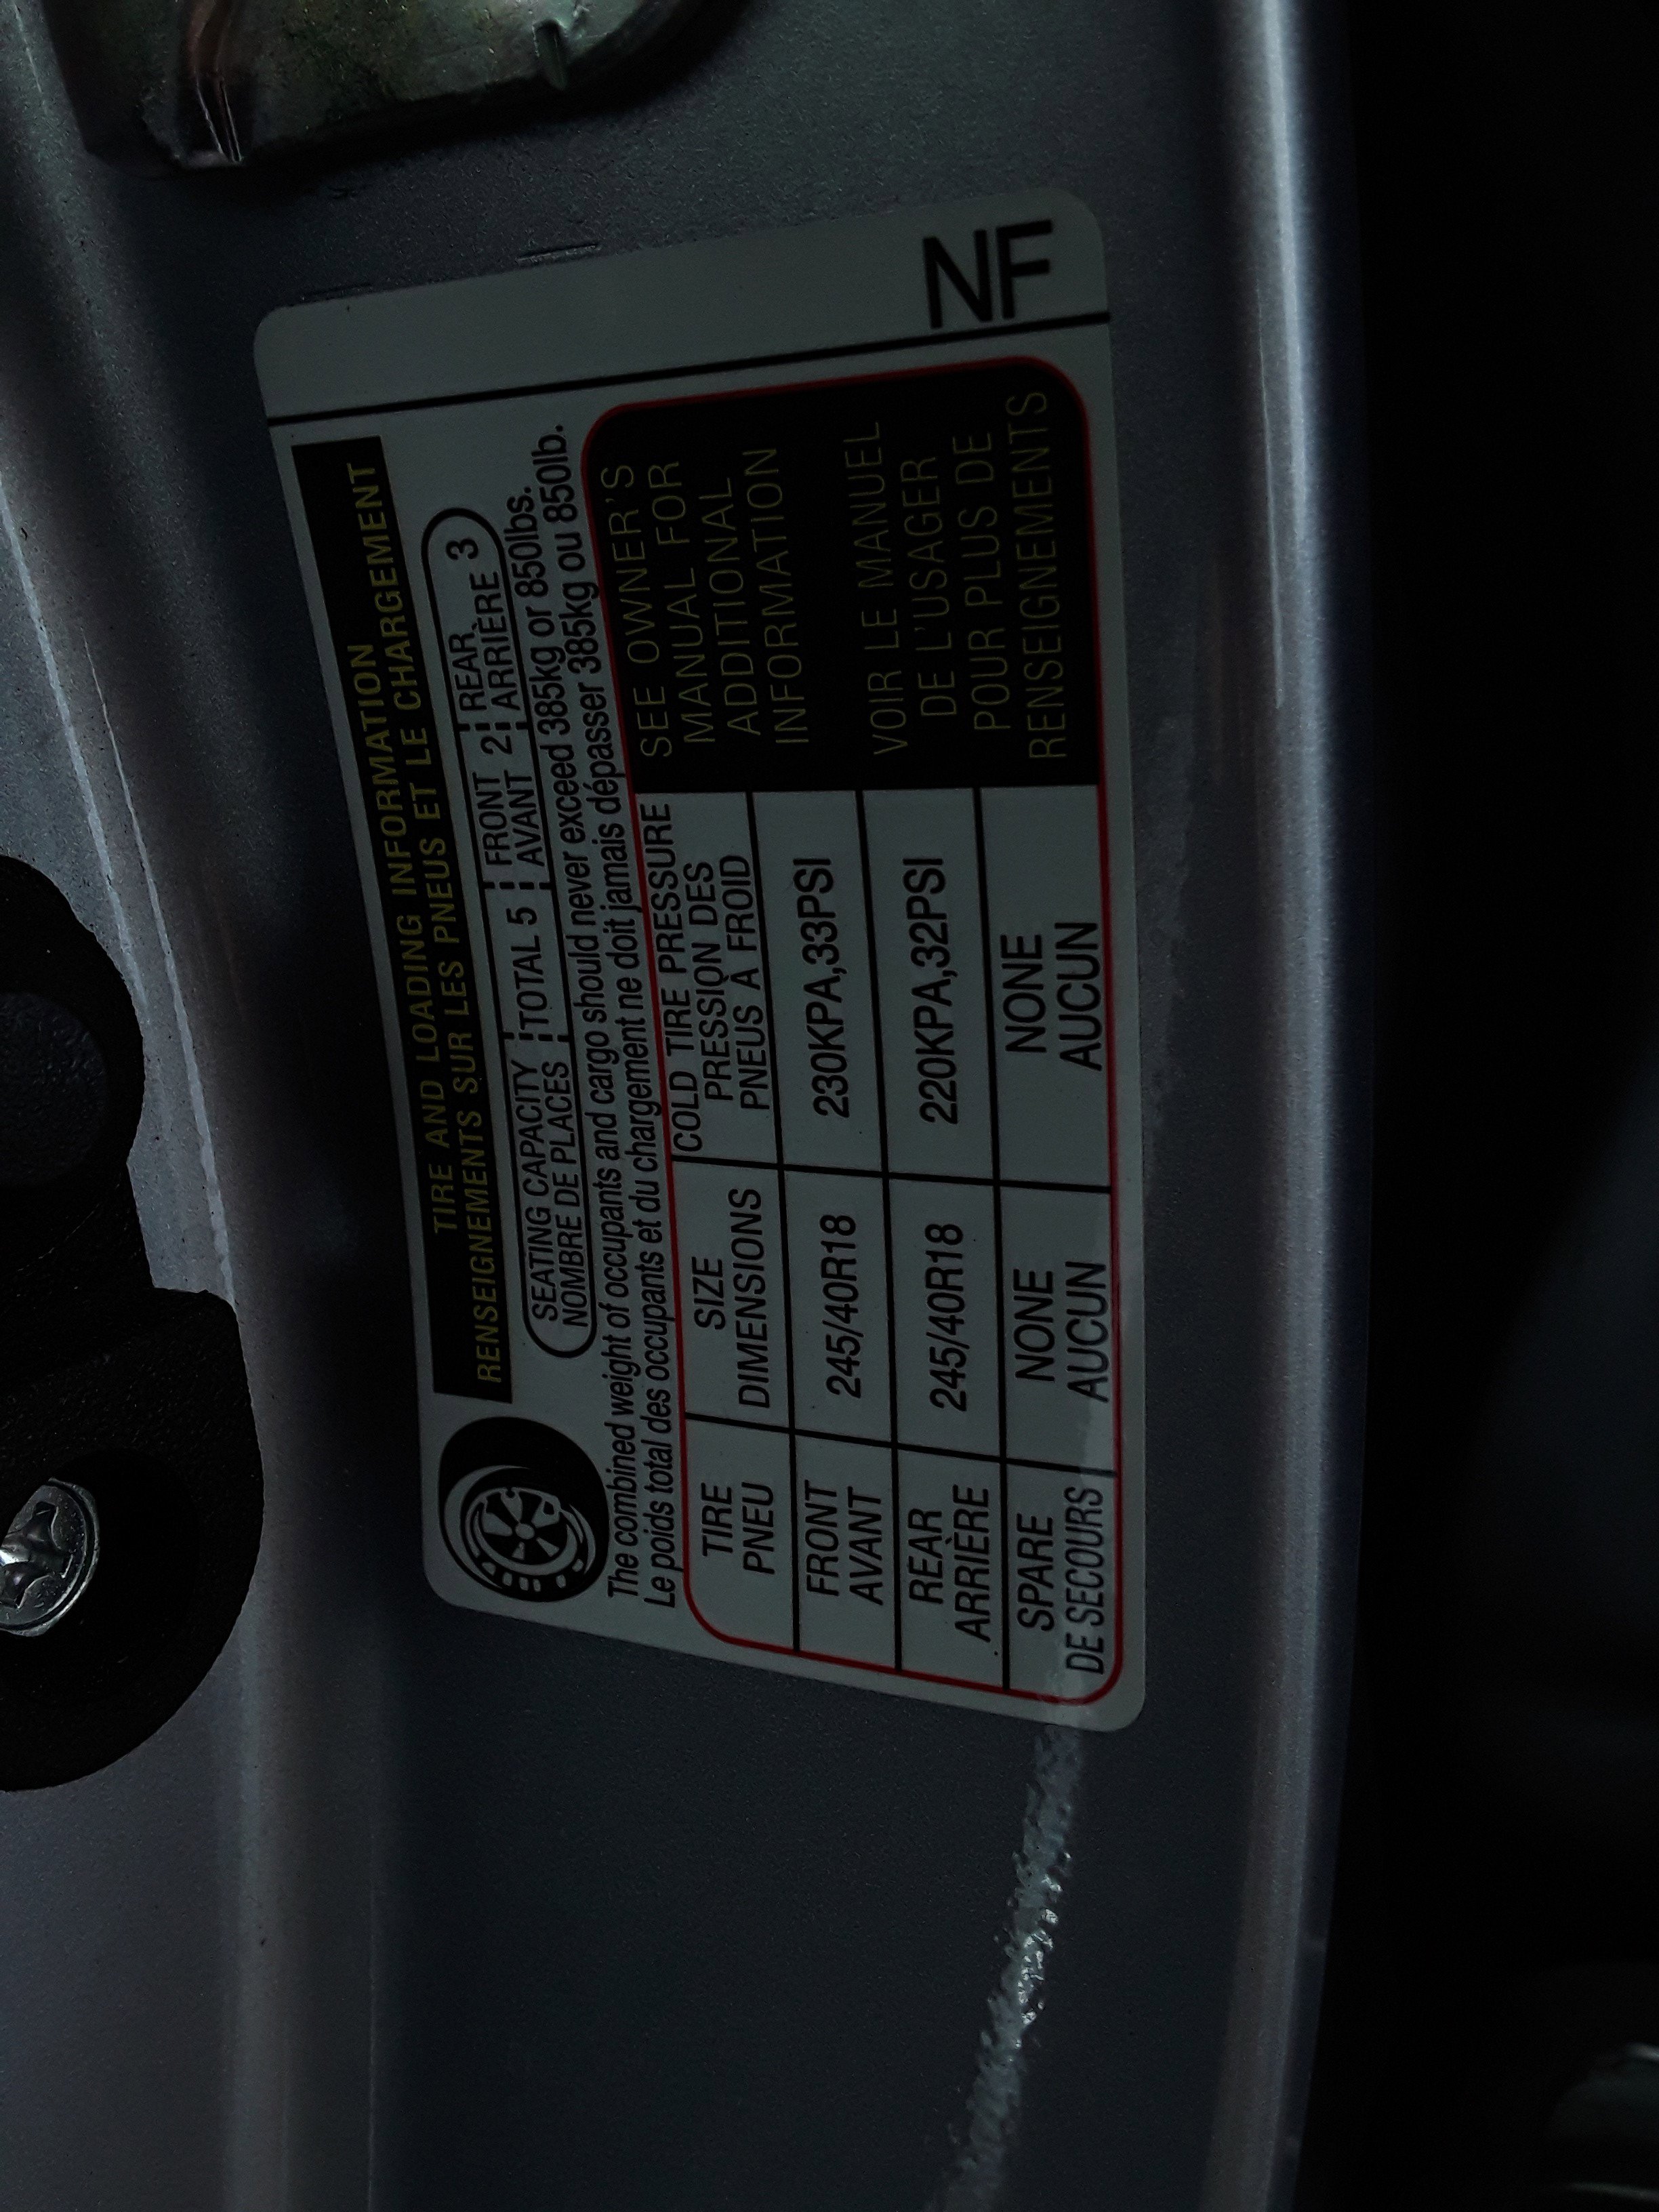 TIRE AND LOADING INFORMATION
RENSEIGNEMENTS SUR LES PNEUS ET LE CHARGEMENT
SEATING CAPACITY TOTAL 5 FRONT 2 REAR 3
NOMBRE DE PLACES AVANT ARRIÈRE
The combined weight of occupants and cargo should never exceed 385kg or 850lbs.
Le poids total des occupants et du chargement ne doit jamais dépasser 385kg ou 850lb.
TIRE
PNEU
SIZE
DIMENSIONS
COLD TIRE PRESSURE
PRESSION DES
PNEUS À FROID
FRONT
AVANT
245/40R18
230KPA,33PSI
REAR
ARRIÈRE
245/40R18
220KPA,32PSI
SPARE
DE SECOURS
NONE
AUCUN
NONE
AUCUN
SEE OWNER'S
MANUAL FOR
ADDITIONAL
INFORMATION
VOIR LE MANUEL
DE L'USAGER
POUR PLUS DE
RENSEIGNEMENTS
NF